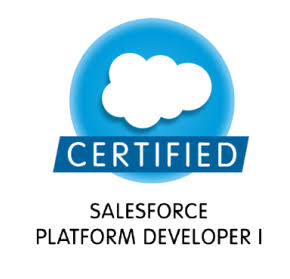 CERTIFIED
SALESFORCE
PLATFORM DEVELOPER I